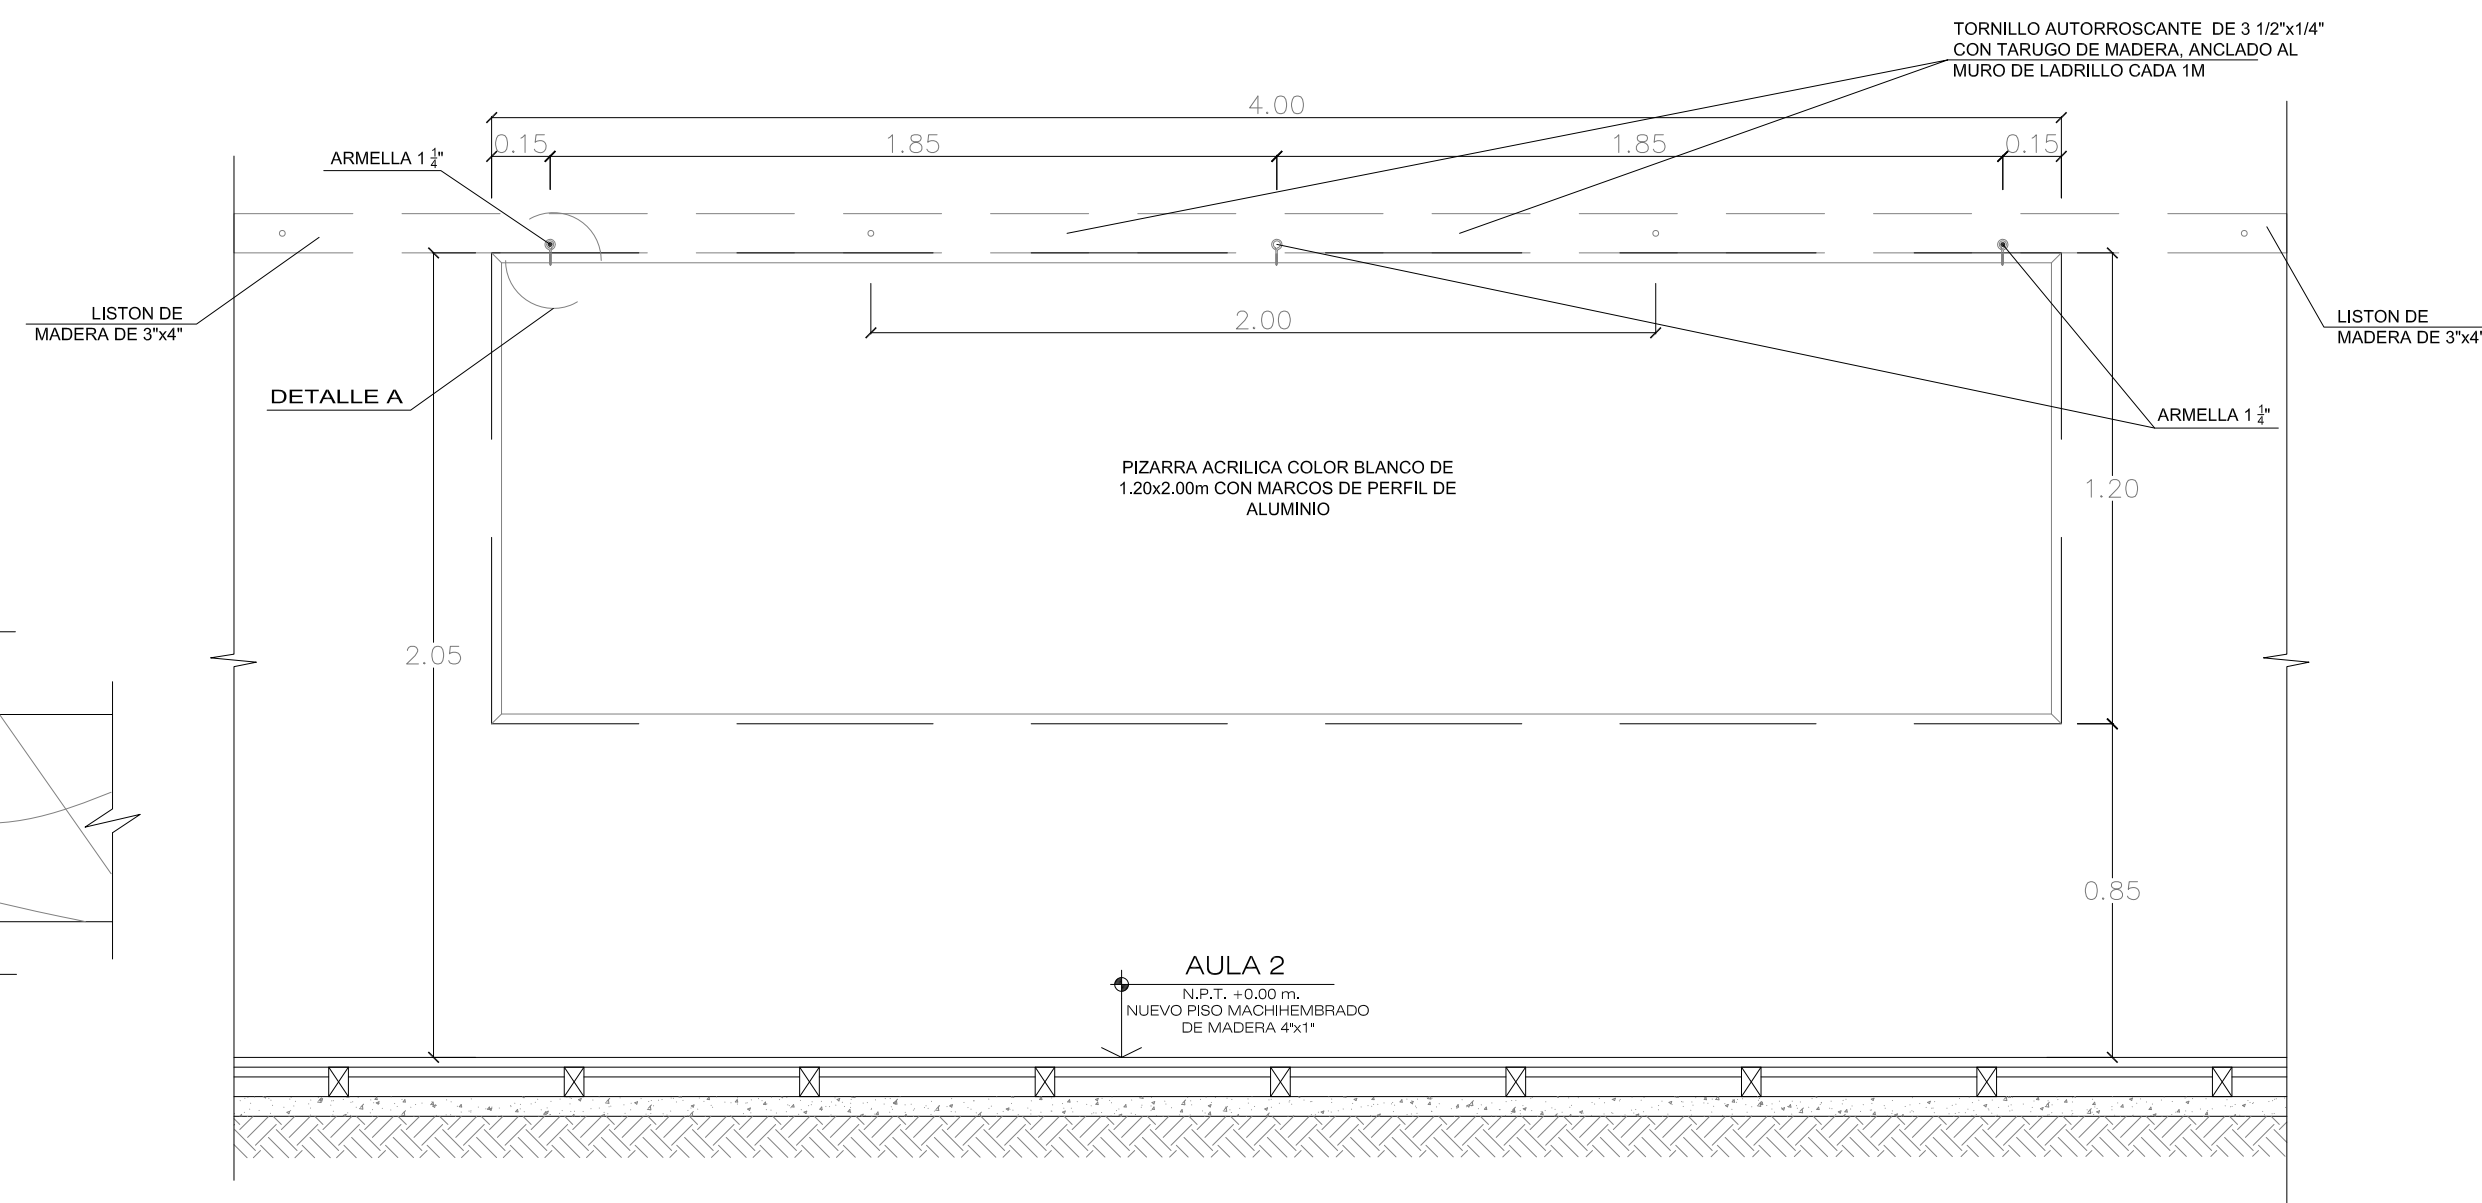 TORNILLO AUTORROSCANTE DE 3 1/2"x1/4"
CON TARUGO DE MADERA, ANCLADO AL
MURO DE LADRILLO CADA 1M
4.00
0.15
1.85
1.85
0.15
ARMELLA 1 1/4"
LISTON DE
MADERA DE 3"x4"
2.00
LISTON DE
MADERA DE 3"x4"
DETALLE A
ARMELLA 1 1/4"
PIZARRA ACRILICA COLOR BLANCO DE
1.20x2.00m CON MARCOS DE PERFIL DE
ALUMINIO
1.20
2.05
0.85
AULA 2
N.P.T. +0.00 m.
NUEVO PISO MACHIHEMBRADO
DE MADERA 4"x1"